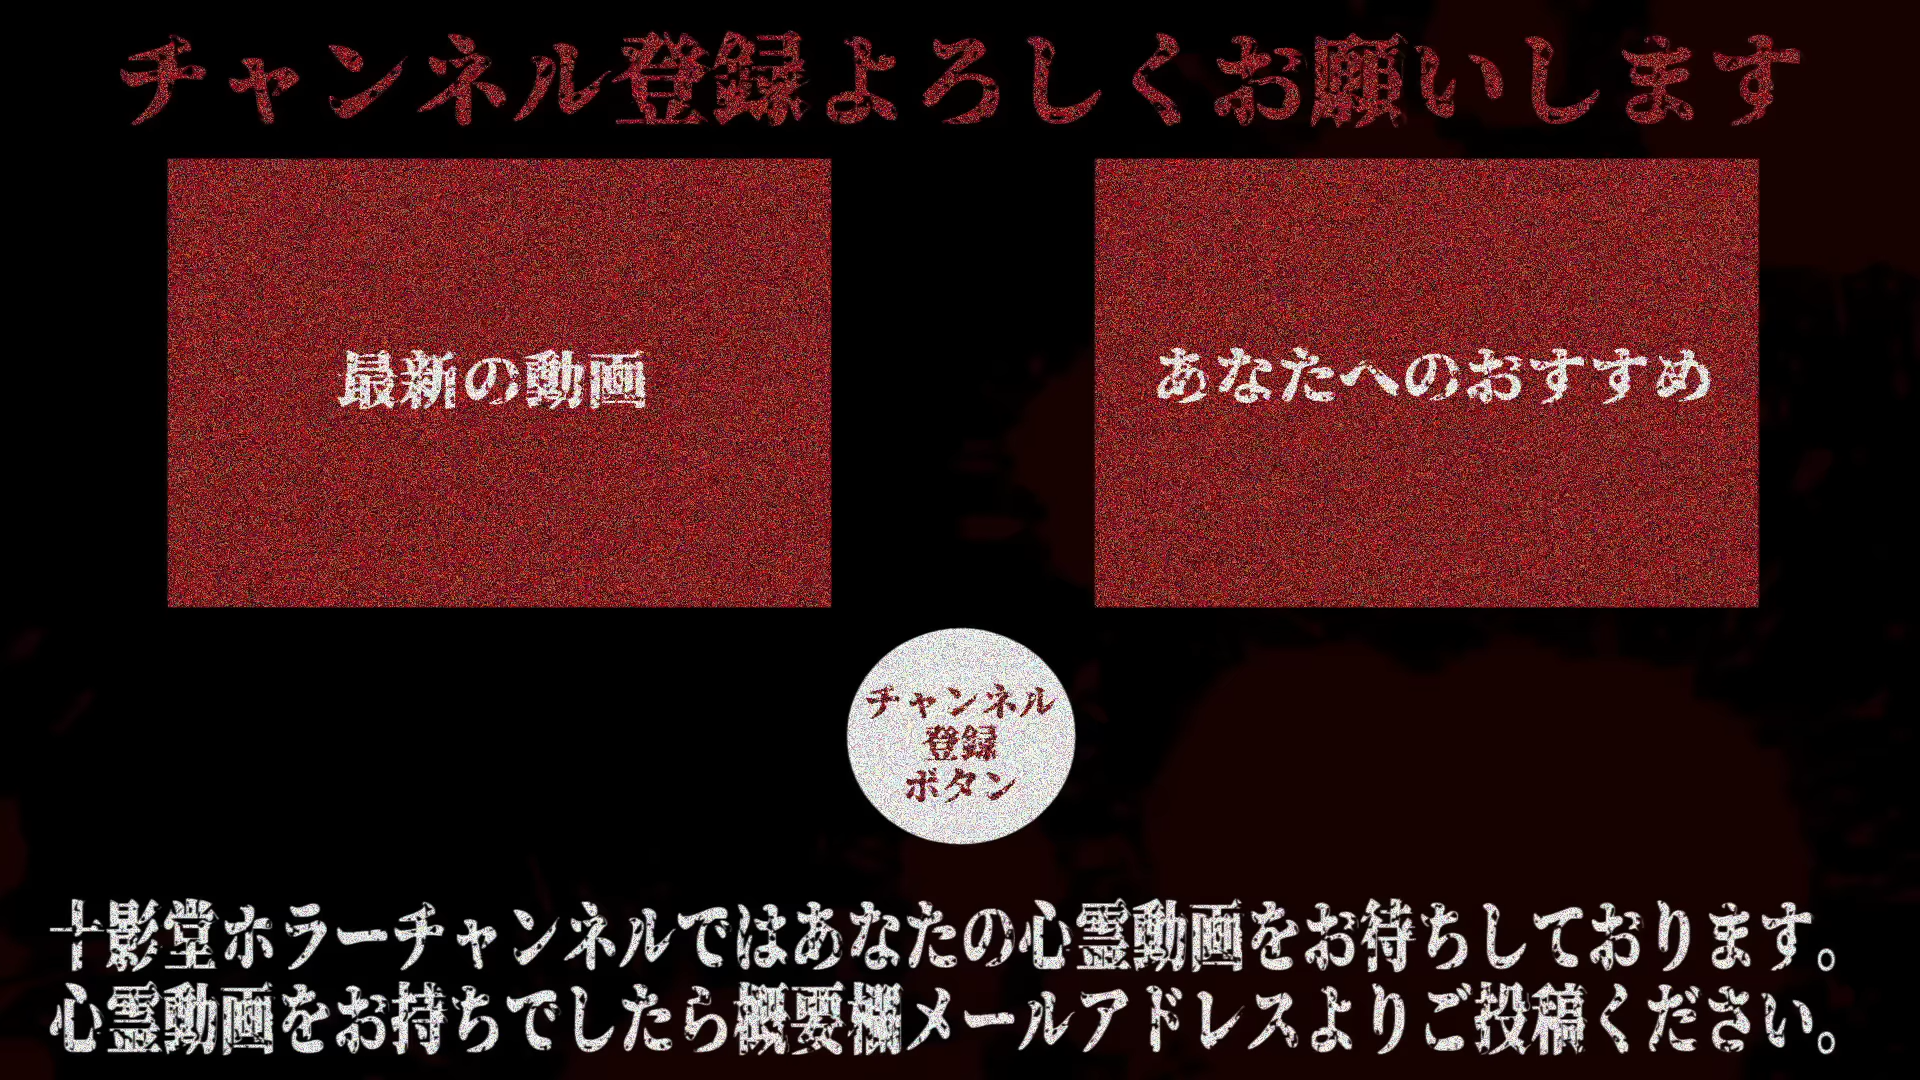 チャンネル登録よろしくお願いします
最新の動画
あなたへのおすすめ
チャンネル
登録
ボタン
十影堂ホラーチャンネルではあなたの心霊動画をお待ちしております。
心霊動画をお持ちでしたら概要欄メールアドレスよりご投稿ください。